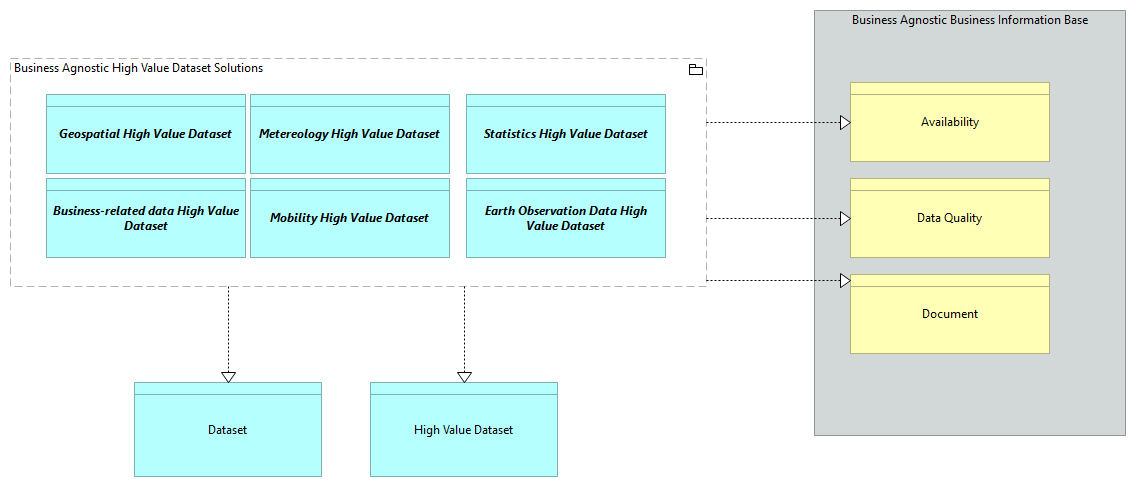 Business Agnostic Business Information Base
Business Agnostic High Value Dataset Solutions
Geospatial High Value Dataset
Metereology High Value Dataset
Statistics High Value Dataset
Availability
Business-related data High Value
Dataset
Mobility High Value Dataset
Earth Observation Data High
Value Dataset
Data Quality
Document
Dataset
High Value Dataset